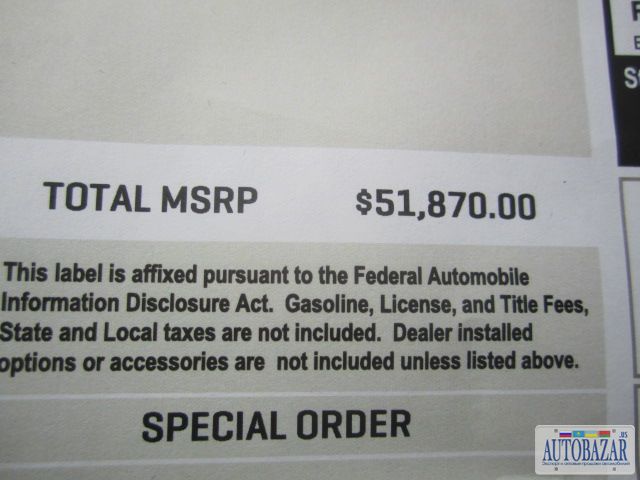 TOTAL MSRP $51,870.00
This label is affixed pursuant to the Federal Automobile
Information Disclosure Act. Gasoline, License, and Title Fees,
State and Local taxes are not included. Dealer installed
options or accessories are not included unless listed above.
SPECIAL ORDER
AUTOBAZAR.US